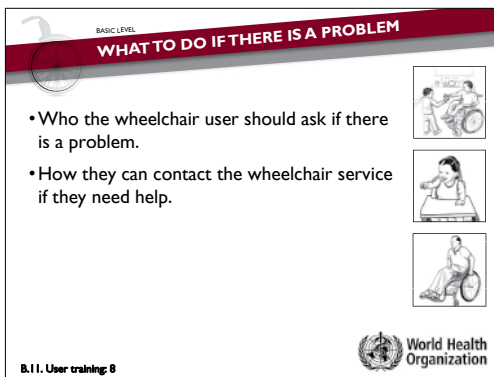 BASIC LEVEL
WHAT TO DO IF THERE IS A PROBLEM
• Who the wheelchair user should ask if there
is a problem.
• How they can contact the wheelchair service
if they need help.
World Health
Organization
B.11. User training: 8